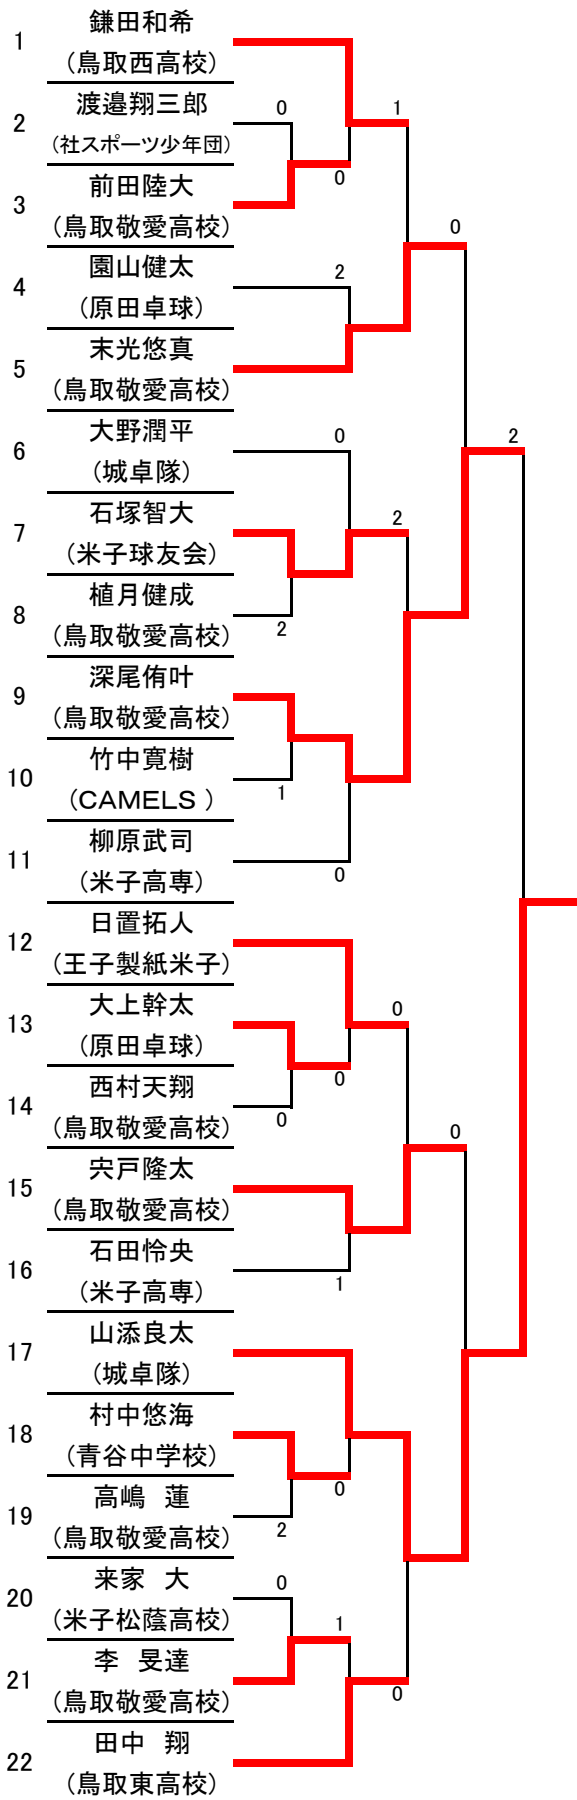 1 鎌田和希
(鳥取西高校)
2 渡邉翔三郎 0 1
(社スポーツ少年団)
0
3 前田陸大
(鳥取敬愛高校)
0
4 園山健太 2
(原田卓球)
5 末光悠真
(鳥取敬愛高校)
6 大野潤平 0 2
(城卓隊)
7 石塚智大 2
(米子球友会)
8 植月健成
2
(鳥取敬愛高校)
9 深尾侑叶
(鳥取敬愛高校)
10 竹中寛樹
1
(CAMELS )
11 柳原武司
0
(米子高専)
12 日置拓人
(王子製紙米子)
13 大上幹太 0
(原田卓球)
0
14 西村天翔
0
(鳥取敬愛高校) 0
15 宍戸隆太
(鳥取敬愛高校)
16 石田怜央
1
(米子高専)
17 山添良太
(城卓隊)
18 村中悠海
(青谷中学校)
0
19 高嶋 蓮
2
(鳥取敬愛高校)
20 来家 大 0
(米子松蔭高校) 1
21 李 旻達
0
(鳥取敬愛高校)
22 田中 翔
(鳥取東高校)